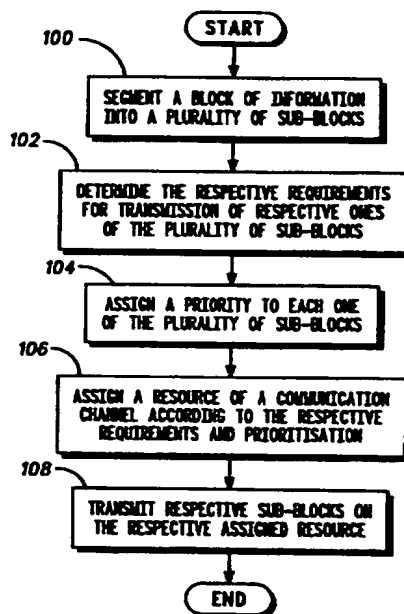 START
100
SEGMENT A BLOCK OF INFORMATION
INTO A PLURALITY OF SUB-BLOCKS
102
DETERMINE THE RESPECTIVE REQUIREMENTS
FOR TRANSMISSION OF RESPECTIVE ONES
OF THE PLURALITY OF SUB-BLOCKS
104
ASSIGN A PRIORITY TO EACH ONE
OF THE PLURALITY OF SUB-BLOCKS
106
ASSIGN A RESOURCE OF A COMMUNICATION
CHANNEL ACCORDING TO THE RESPECTIVE
REQUIREMENTS AND PRIORITISATION
108
TRANSMIT RESPECTIVE SUB-BLOCKS ON
THE RESPECTIVE ASSIGNED RESOURCE
END